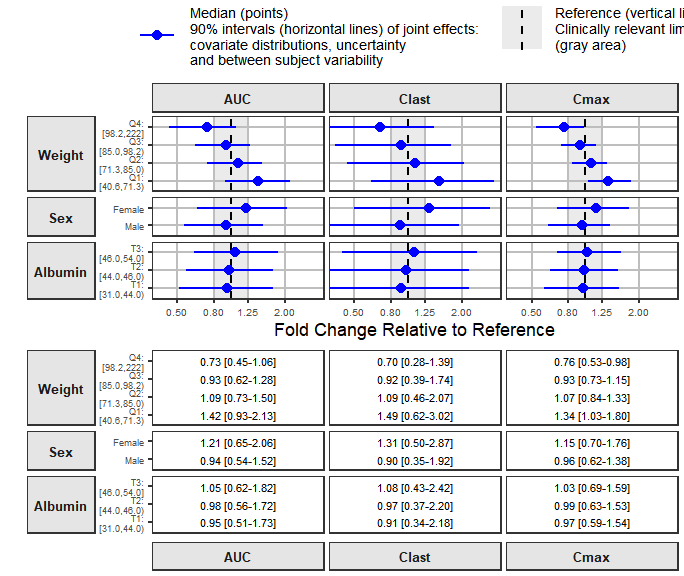 Median (points)
90% intervals (horizontal lines) of joint effects:
covariate distributions, uncertainty
and between subject variability
Reference (vertical li
Clinically relevant lim
(gray area)
AUC Clast Cmax
Weight
Q4:
[98.2,222]
Q3:
[85.0,98.2)
Q2:
[71.3,85.0)
Q1:
[40.6,71.3)
Sex
Female
Male
Albumin
T3:
[46.0,54.0]
T2:
[44.0,46.0)
T1:
[31.0,44.0)
0.50 0.80 1.25 2.00 0.50 0.80 1.25 2.00 0.50 0.80 1.25 2.00
Fold Change Relative to Reference
Weight
Q4:
[98.2,222]
Q3:
[85.0,98.2)
Q2:
[71.3,85.0)
Q1:
[40.6,71.3)
0.73 [0.45-1.06] 0.70 [0.28-1.39] 0.76 [0.53-0.98]
0.93 [0.62-1.28] 0.92 [0.39-1.74] 0.93 [0.73-1.15]
1.09 [0.73-1.50] 1.09 [0.46-2.07] 1.07 [0.84-1.33]
1.42 [0.93-2.13] 1.49 [0.62-3.02] 1.34 [1.03-1.80]
Sex
Female 1.21 [0.65-2.06] 1.31 [0.50-2.87] 1.15 [0.70-1.76]
Male 0.94 [0.54-1.52] 0.90 [0.35-1.92] 0.96 [0.62-1.38]
Albumin
T3:
[46.0,54.0]
T2:
[44.0,46.0)
T1:
[31.0,44.0)
1.05 [0.62-1.82] 1.08 [0.43-2.42] 1.03 [0.69-1.59]
0.98 [0.56-1.72] 0.97 [0.37-2.20] 0.99 [0.63-1.53]
0.95 [0.51-1.73] 0.91 [0.34-2.18] 0.97 [0.59-1.54]
AUC Clast Cmax